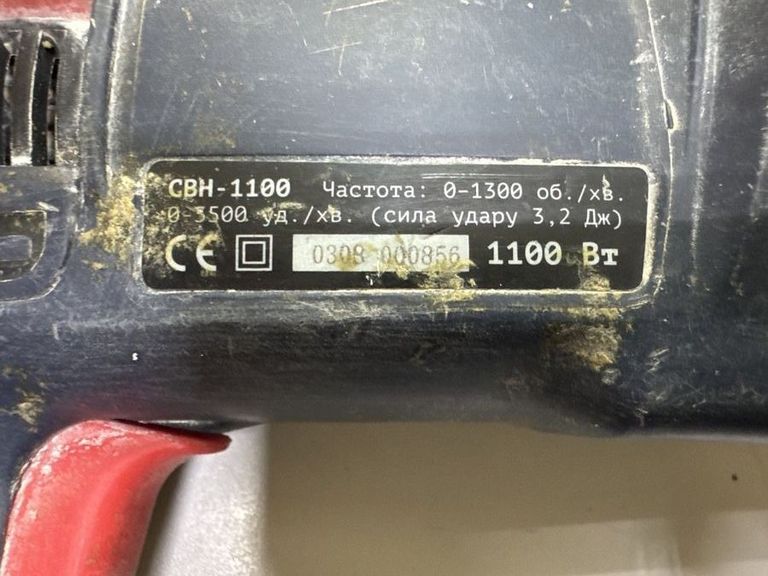 СВН-1100 Частота: 0-1300 об./хв.
0-3500 уд./хв. (сила удару 3,2 Дж)
CE 030R 000856 1100 Вт